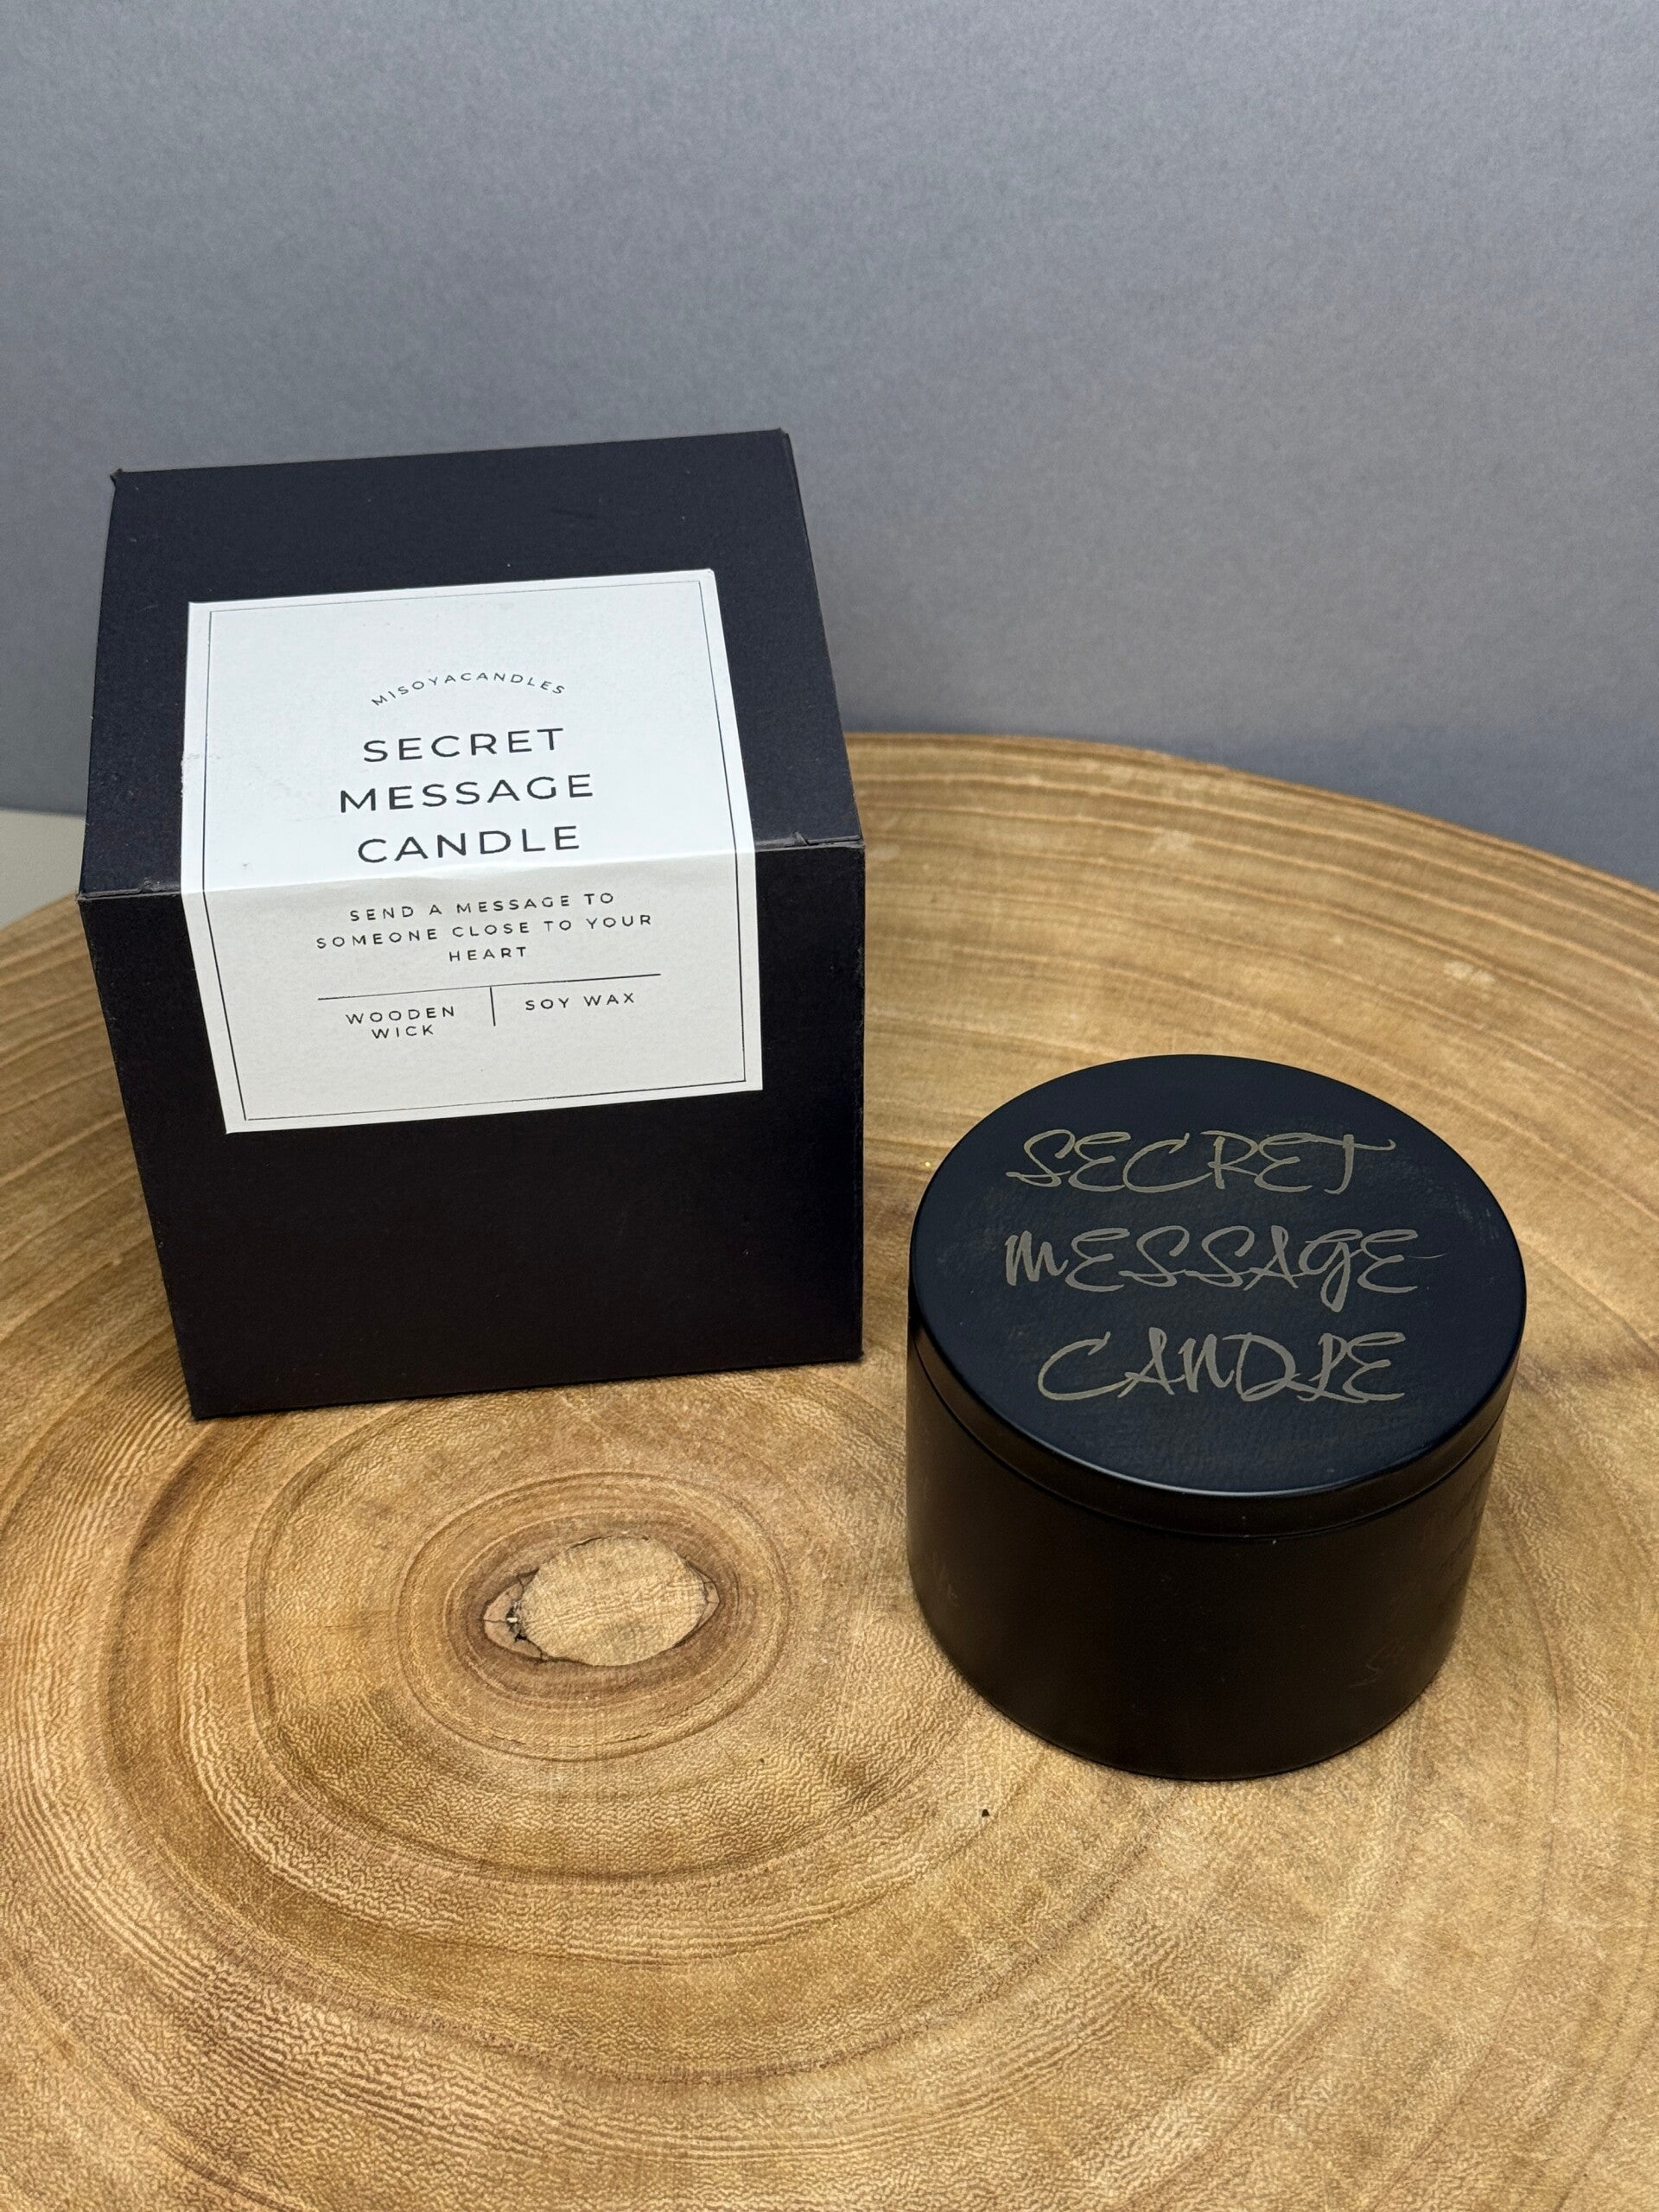 MISOYACANDLES
SECRET
MESSAGE
CANDLE
SEND A MESSAGE TO
SOMEONE CLOSE TO YOUR
HEART
WOODEN
WICK
SOY WAX
SECRET
MESSAGE
CANDLE